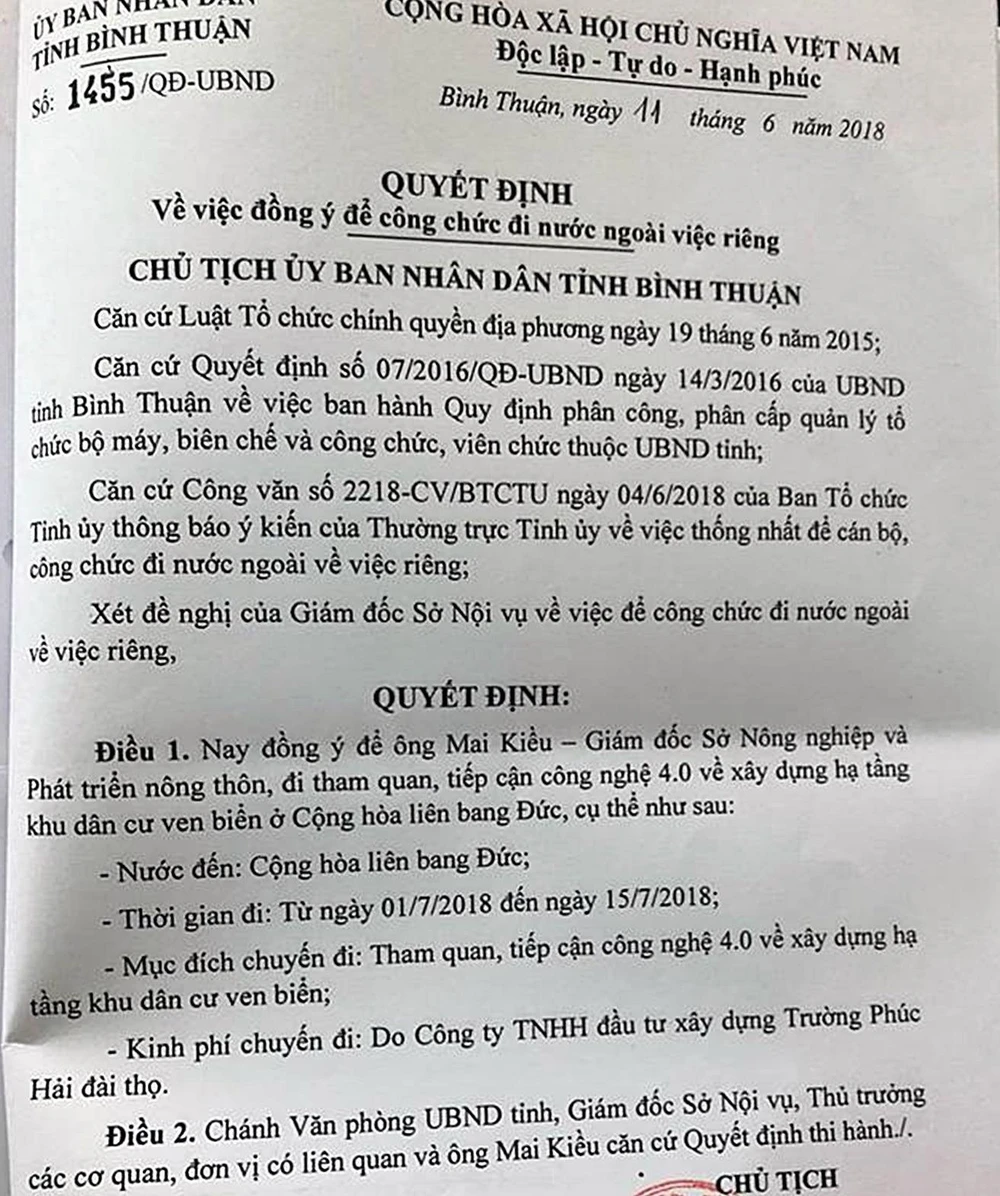 ỦY BAN NHÂN DÂN
TỈNH BÌNH THUẬN
Số: 1455/QĐ-UBND
CỘNG HÒA XÃ HỘI CHỦ NGHĨA VIỆT NAM
Độc lập - Tự do - Hạnh phúc
Bình Thuận, ngày 11 tháng 6 năm 2018
QUYẾT ĐỊNH
Về việc đồng ý để công chức đi nước ngoài việc riêng
CHỦ TỊCH ỦY BAN NHÂN DÂN TỈNH BÌNH THUẬN
Căn cứ Luật Tổ chức chính quyền địa phương ngày 19 tháng 6 năm 2015;
Căn cứ Quyết định số 07/2016/QĐ-UBND ngày 14/3/2016 của UBND
tỉnh Bình Thuận về việc ban hành Quy định phân công, phân cấp quản lý tổ
chức bộ máy, biên chế và công chức, viên chức thuộc UBND tỉnh;
Căn cứ Công văn số 2218-CV/BTCTU ngày 04/6/2018 của Ban Tổ chức
Tỉnh ủy thông báo ý kiến của Thường trực Tỉnh ủy về việc thống nhất để cán bộ,
công chức đi nước ngoài về việc riêng;
Xét đề nghị của Giám đốc Sở Nội vụ về việc để công chức đi nước ngoài
về việc riêng,
QUYẾT ĐỊNH:
Điều 1. Nay đồng ý để ông Mai Kiều – Giám đốc Sở Nông nghiệp và
Phát triển nông thôn, đi tham quan, tiếp cận công nghệ 4.0 về xây dựng hạ tầng
khu dân cư ven biển ở Cộng hòa liên bang Đức, cụ thể như sau:
- Nước đến: Cộng hòa liên bang Đức;
- Thời gian đi: Từ ngày 01/7/2018 đến ngày 15/7/2018;
- Mục đích chuyến đi: Tham quan, tiếp cận công nghệ 4.0 về xây dựng hạ
tầng khu dân cư ven biển;
- Kinh phí chuyến đi: Do Công ty TNHH đầu tư xây dựng Trường Phúc
Hải đài thọ.
Điều 2. Chánh Văn phòng UBND tỉnh, Giám đốc Sở Nội vụ, Thủ trưởng
các cơ quan, đơn vị có liên quan và ông Mai Kiều căn cứ Quyết định thi hành./.
CHỦ TỊCH